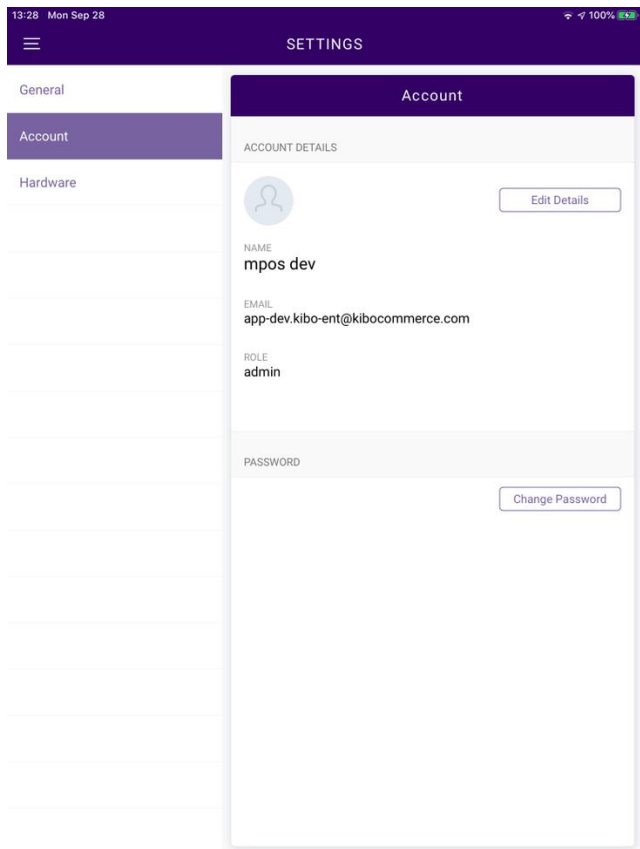 13:28 Mon Sep 28
100%
SETTINGS
General
Account
Hardware
Account
ACCOUNT DETAILS
Edit Details
NAME
mpos dev
EMAIL
app-dev.kibo-ent@kibocommerce.com
ROLE
admin
PASSWORD
Change Password